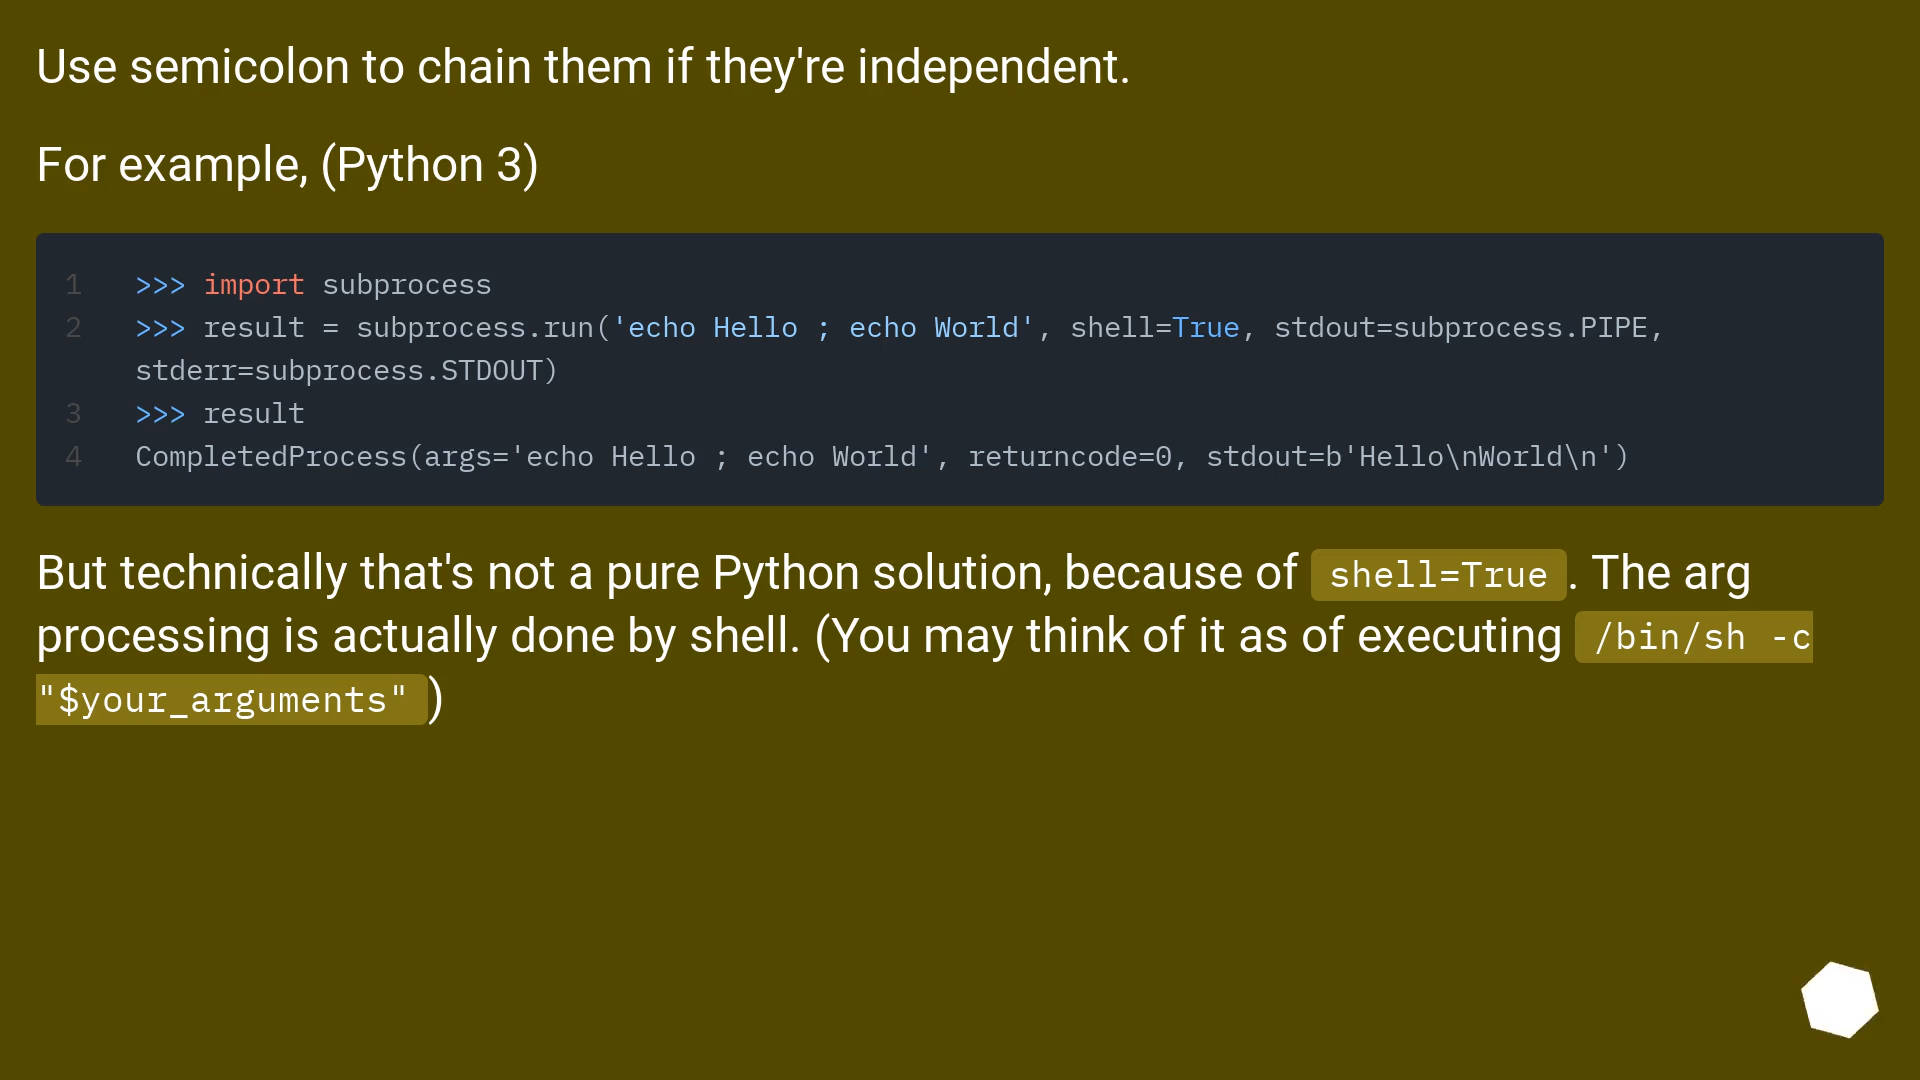 Use semicolon to chain them if they're independent.
For example, (Python 3)
1 >>> import subprocess
2 >>> result = subprocess.run('echo Hello ; echo World', shell=True, stdout=subprocess.PIPE,
stderr=subprocess.STDOUT)
3 >>> result
4 CompletedProcess(args='echo Hello ; echo World', returncode=0, stdout=b'Hello\nWorld\n')
But technically that's not a pure Python solution, because of shell=True. The arg
processing is actually done by shell. (You may think of it as of executing /bin/sh -c
"$your_arguments" )